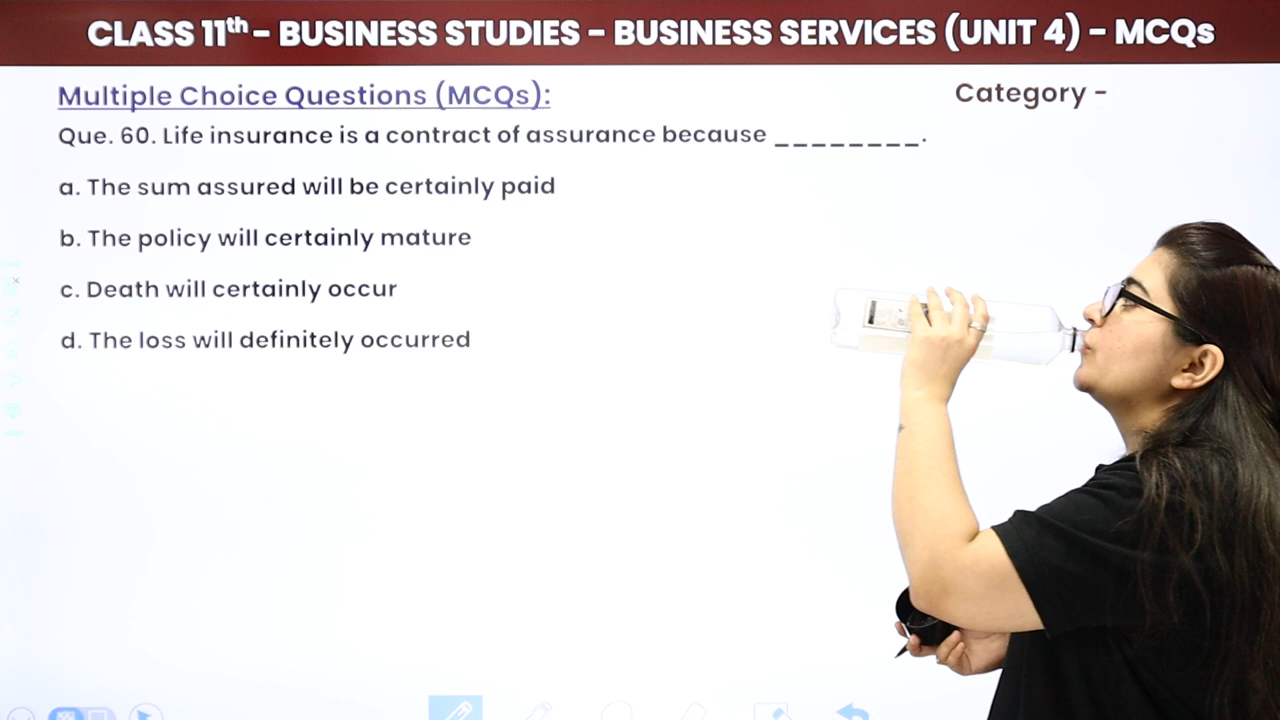 CLASS 11th - BUSINESS STUDIES - BUSINESS SERVICES (UNIT 4) - MCQs
Multiple Choice Questions (MCQs):
Category -
Que. 60. Life insurance is a contract of assurance because ________.
a. The sum assured will be certainly paid
b. The policy will certainly mature
c. Death will certainly occur
d. The loss will definitely occurred